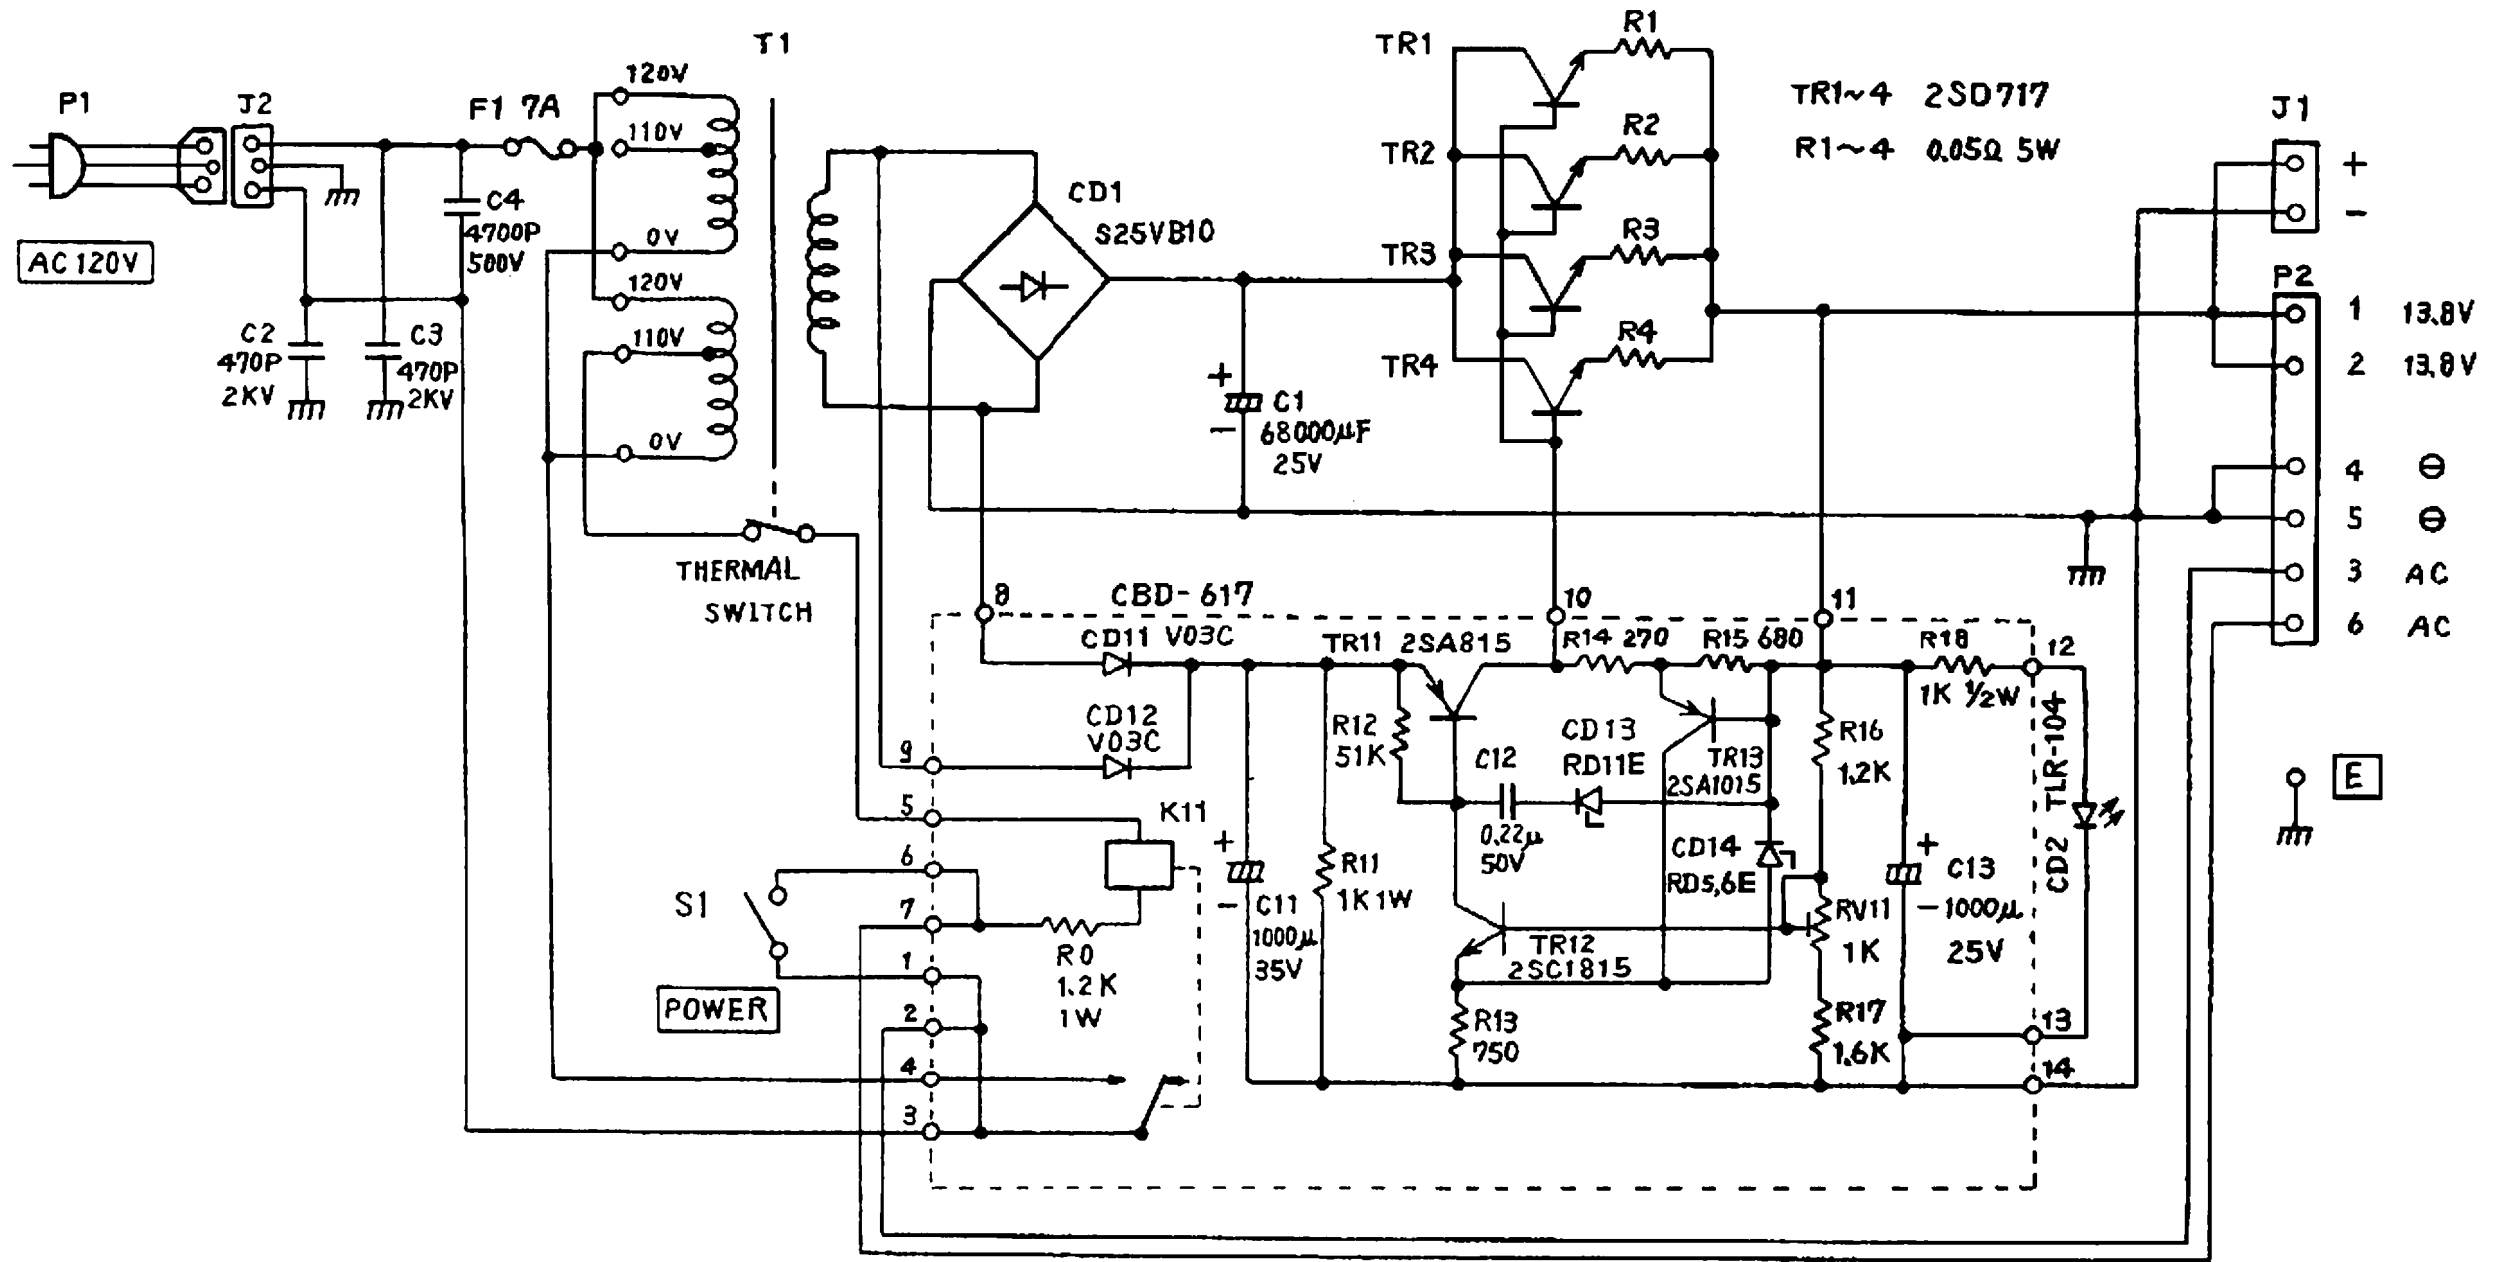 P1
J2
F1 7A
T1
120V
110V
0V
120V
110V
0V
AC 120V
C4
4700P
500V
C2
470P
2KV
C3
470P
2KV
CD1
S25VB10
+
C1
68000μF
25V
−
TR1
R1
TR2
R2
TR3
R3
TR4
R4
TR1~4 2SD717
R1~4 0.05Ω 5W
J1
+
−
P2
1 13.8V
2 13.8V
4 ⊖
5 ⊖
3 AC
6 AC
E
THERMAL
SWITCH
CBD-617
8
10
11
12
13
14
9
5
6
7
1
2
4
3
CD11 V03C
CD12
V03C
K11
R0
1.2K
1W
S1
POWER
+
−
C11
1000μ
35V
R11
1K 1W
TR11 2SA815
R12
51K
C12
0.22μ
50V
CD13
RD11E
R14 270
R15 680
TR13
2SA1015
CD14
RD5,6E
TR12
2SC1815
R13
750
R16
1.2K
RV11
1K
R17
1.6K
R18
1K ½W
+
C13
− 1000μ
25V
CD2 TLR-104